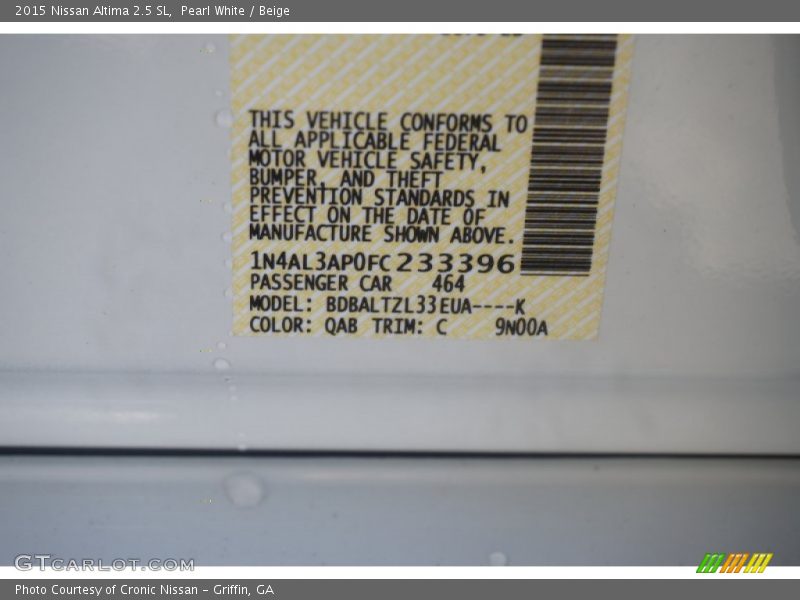 2015 Nissan Altima 2.5 SL, Pearl White / Beige
THIS VEHICLE CONFORMS TO
ALL APPLICABLE FEDERAL
MOTOR VEHICLE SAFETY,
BUMPER, AND THEFT
PREVENTION STANDARDS IN
EFFECT ON THE DATE OF
MANUFACTURE SHOWN ABOVE.
1N4AL3AP0FC233396
PASSENGER CAR 464
MODEL: BDBALTZL33EUA----K
COLOR: QAB TRIM: C 9N00A
GTCARLOT.COM
Photo Courtesy of Cronic Nissan - Griffin, GA